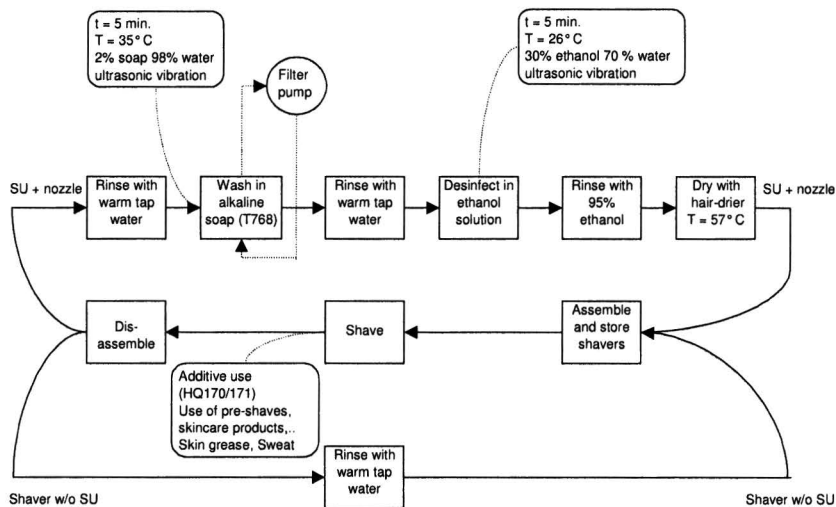 t = 5 min.
T = 35° C
2% soap 98% water
ultrasonic vibration
Filter
pump
t = 5 min.
T = 26° C
30% ethanol 70 % water
ultrasonic vibration
SU + nozzle
Rinse with
warm tap
water
Wash in
alkaline
soap (T768)
Rinse with
warm tap
water
Desinfect in
ethanol
solution
Rinse with
95%
ethanol
Dry with
hair-drier
T = 57° C
SU + nozzle
Dis-
assemble
Shave
Assemble
and store
shavers
Additive use
(HQ170/171)
Use of pre-shaves,
skincare products,..
Skin grease, Sweat
Rinse with
warm tap
water
Shaver w/o SU
Shaver w/o SU